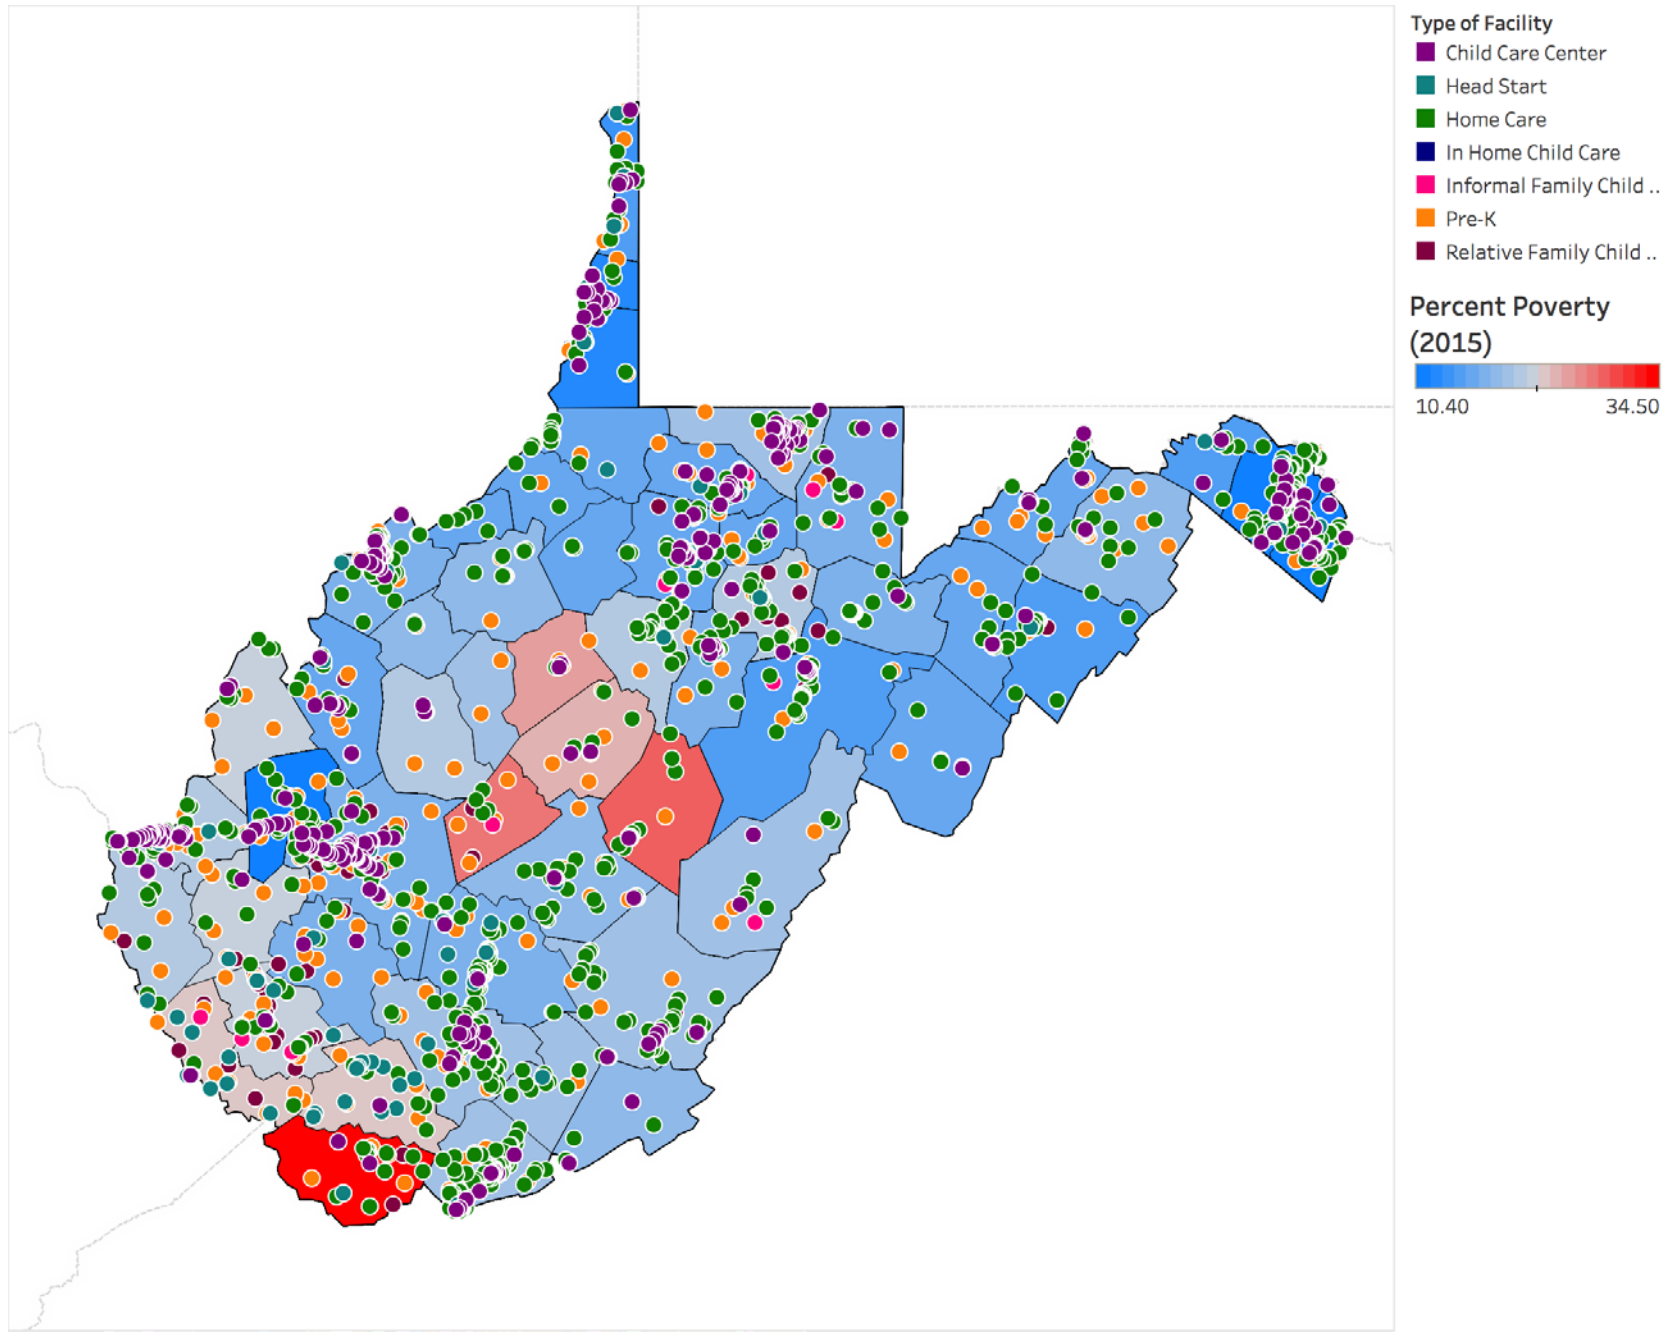 Type of Facility
Child Care Center
Head Start
Home Care
In Home Child Care
Informal Family Child ..
Pre-K
Relative Family Child ..
Percent Poverty
(2015)
10.40 34.50